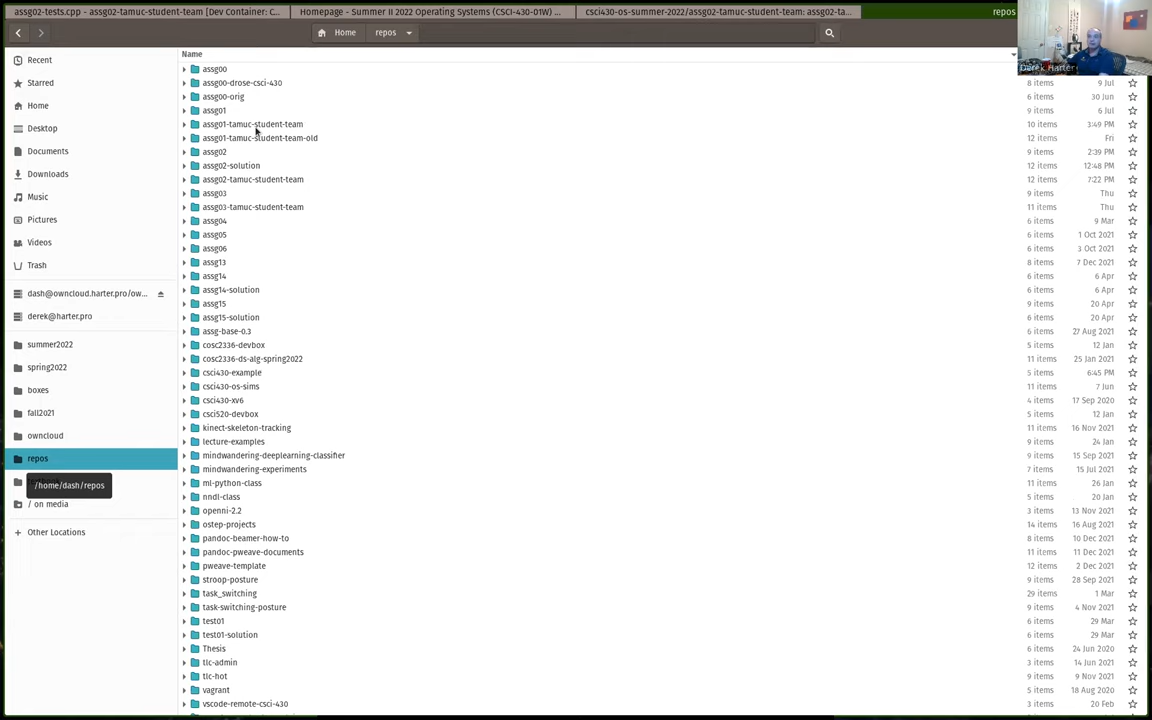 assg02-tests.cpp - assg02-tamuc-student-team [Dev Container: C...
Homepage - Summer II 2022 Operating Systems (CSCI-430-01W) ...
csci430-os-summer-2022/assg02-tamuc-student-team: assg02-ta...
repos
Home
repos
Derek Harter
Name
Recent
Starred
Home
Desktop
Documents
Downloads
Music
Pictures
Videos
Trash
dash@owncloud.harter.pro/ow...
derek@harter.pro
summer2022
spring2022
boxes
fall2021
owncloud
repos
/home/dash/repos
/ on media
Other Locations
assg00
assg00-drose-csci-430 8 items 9 Jul
assg00-orig 6 items 30 Jun
assg01 9 items 6 Jul
assg01-tamuc-student-team 10 items 3:49 PM
assg01-tamuc-student-team-old 12 items Fri
assg02 9 items 2:39 PM
assg02-solution 12 items 12:48 PM
assg02-tamuc-student-team 12 items 7:22 PM
assg03 9 items Thu
assg03-tamuc-student-team 11 items Thu
assg04 6 items 9 Mar
assg05 6 items 1 Oct 2021
assg06 6 items 3 Oct 2021
assg13 8 items 7 Dec 2021
assg14 6 items 6 Apr
assg14-solution 6 items 6 Apr
assg15 9 items 20 Apr
assg15-solution 6 items 20 Apr
assg-base-0.3 6 items 27 Aug 2021
cosc2336-devbox 5 items 12 Jan
cosc2336-ds-alg-spring2022 11 items 25 Jan 2021
csci430-example 5 items 6:45 PM
csci430-os-sims 11 items 7 Jun
csci430-xv6 4 items 17 Sep 2020
csci520-devbox 5 items 12 Jan
kinect-skeleton-tracking 11 items 16 Nov 2021
lecture-examples 9 items 24 Jan
mindwandering-deeplearning-classifier 9 items 15 Sep 2021
mindwandering-experiments 7 items 15 Jul 2021
ml-python-class 11 items 26 Jan
nndl-class 5 items 20 Jan
openni-2.2 3 items 13 Nov 2021
ostep-projects 14 items 16 Aug 2021
pandoc-beamer-how-to 8 items 10 Dec 2021
pandoc-pweave-documents 11 items 11 Dec 2021
pweave-template 12 items 2 Dec 2021
stroop-posture 9 items 28 Sep 2021
task_switching 29 items 1 Mar
task-switching-posture 9 items 4 Nov 2021
test01 6 items 29 Mar
test01-solution 6 items 29 Mar
Thesis 6 items 24 Jun 2020
tlc-admin 3 items 14 Jun 2021
tlc-hot 9 items 9 Nov 2021
vagrant 5 items 18 Aug 2020
vscode-remote-csci-430 3 items 20 Feb